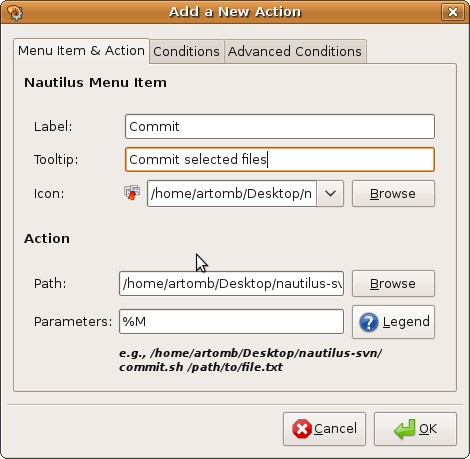 Add a New Action
Menu Item & Action Conditions Advanced Conditions
Nautilus Menu Item
Label: Commit
Tooltip: Commit selected files
Icon: /home/artomb/Desktop/n Browse
Action
Path: /home/artomb/Desktop/nautilus-sv Browse
Parameters: %M Legend
e.g., /home/artomb/Desktop/nautilus-svn/
commit.sh /path/to/file.txt
Cancel OK